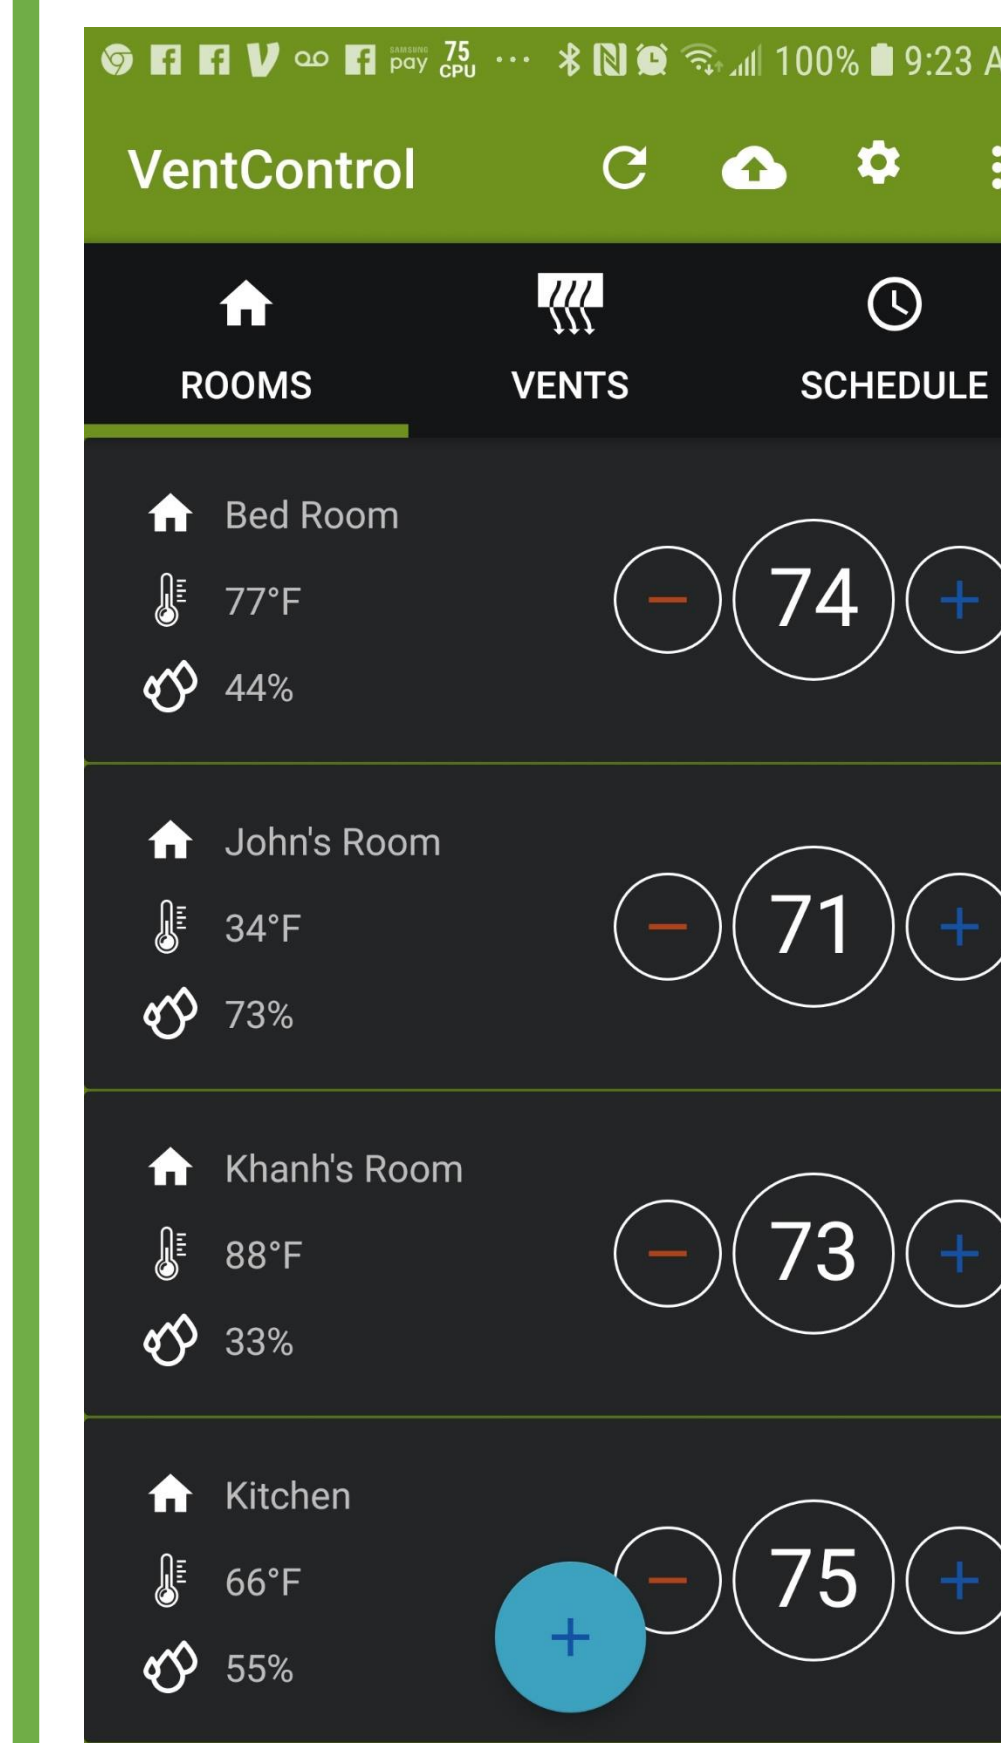 SAMSUNG pay 75 CPU 100% 9:23 A
VentControl
ROOMS VENTS SCHEDULE
Bed Room
77°F
74
44%
John's Room
34°F
71
73%
Khanh's Room
88°F
73
33%
Kitchen
66°F
75
55%